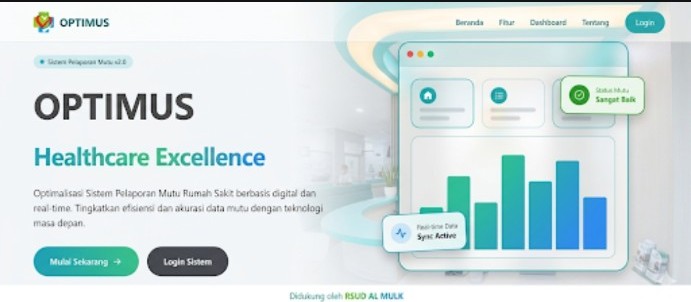 OPTIMUS
Beranda Fitur Dashboard Tentang Login
Sistem Pelaporan Mutu v2.0
OPTIMUS
Healthcare Excellence
Optimalisasi Sistem Pelaporan Mutu Rumah Sakit berbasis digital dan
real-time. Tingkatkan efisiensi dan akurasi data mutu dengan teknologi
masa depan.
Mulai Sekarang →
Login Sistem
Status Mutu
Sangat Baik
Real-time Data
Sync Active
Didukung oleh RSUD AL MULK